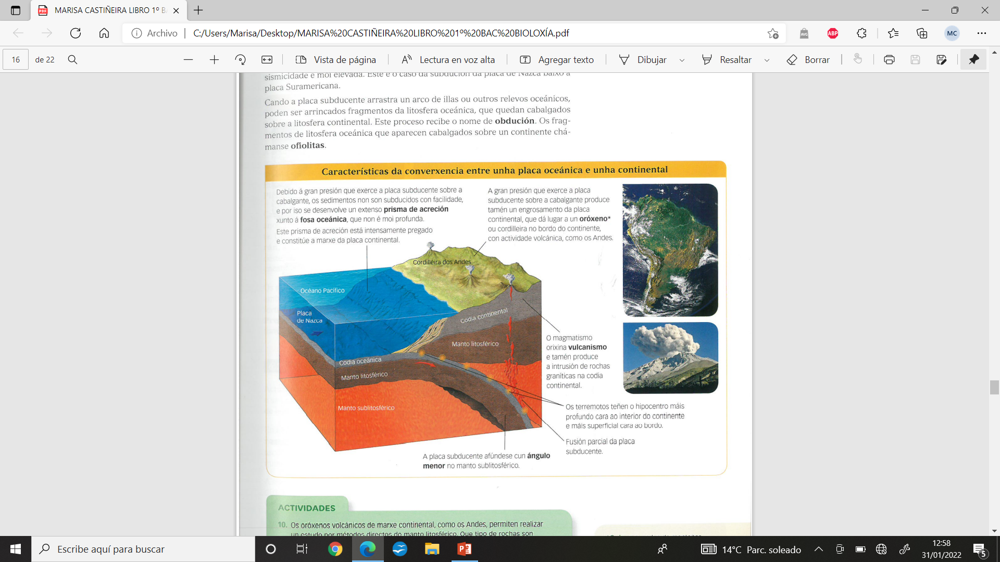 MARISA CASTIÑEIRA LIBRO 1º BA
Archivo
C:/Users/Marisa/Desktop/MARISA%20CASTIÑEIRA%20LIBRO%201º%20BAC%20BIOLOXÍA.pdf
AVG
ABP
MC
16
de 22
Vista de página
Lectura en voz alta
Agregar texto
Dibujar
Resaltar
Borrar
sismicidade é moi elevada. Este é o caso da subdución da placa de Nazca baixo a
placa Suramericana.
Cando a placa subducente arrastra un arco de illas ou outros relevos oceánicos,
poden ser arrincados fragmentos da litosfera oceánica, que quedan cabalgados
sobre a litosfera continental. Este proceso recibe o nome de obdución. Os frag-
mentos de litosfera oceánica que aparecen cabalgados sobre un continente chá-
manse ofiolitas.
Características da converxencia entre unha placa oceánica e unha continental
Debido á gran presión que exerce a placa subducente sobre a
cabalgante, os sedimentos non son subducidos con facilidade,
e por iso se desenvolve un extenso prisma de acreción
xunto á fosa oceánica, que non é moi profunda.
Este prisma de acreción está intensamente pregado
e constitúe a marxe da placa continental.
A gran presión que exerce a placa
subducente sobre a cabalgante produce
tamén un engrosamento da placa
continental, que dá lugar a un oróxeno*
ou cordilleira no bordo do continente,
con actividade volcánica, como os Andes.
Cordilleira dos Andes
Océano Pacífico
Placa
de Nazca
Codia continental
Manto litosférico
Codia oceánica
Manto litosférico
Manto sublitosférico
O magmatismo
orixina vulcanismo
e tamén produce
a intrusión de rochas
graníticas na codia
continental.
Os terremotos teñen o hipocentro máis
profundo cara ao interior do continente
e máis superficial cara ao bordo.
Fusión parcial da placa
subducente.
A placa subducente afúndese cun ángulo
menor no manto sublitosférico.
ACTIVIDADES
10. Os oróxenos volcánicos de marxe continental, como os Andes, permiten realizar
un estudo por métodos directos do manto litosférico. Que tipo de rochas son
Escribe aquí para buscar
14°C Parc. soleado
12:58
31/01/2022
5